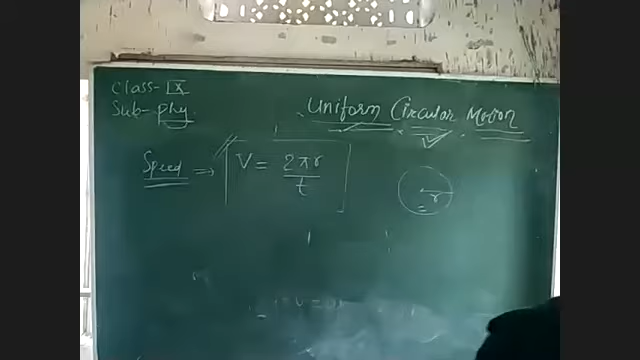 Class-IX
Sub- Phy.
Uniform Circular Motion
Speed ⇒ V = 2πr/t
r